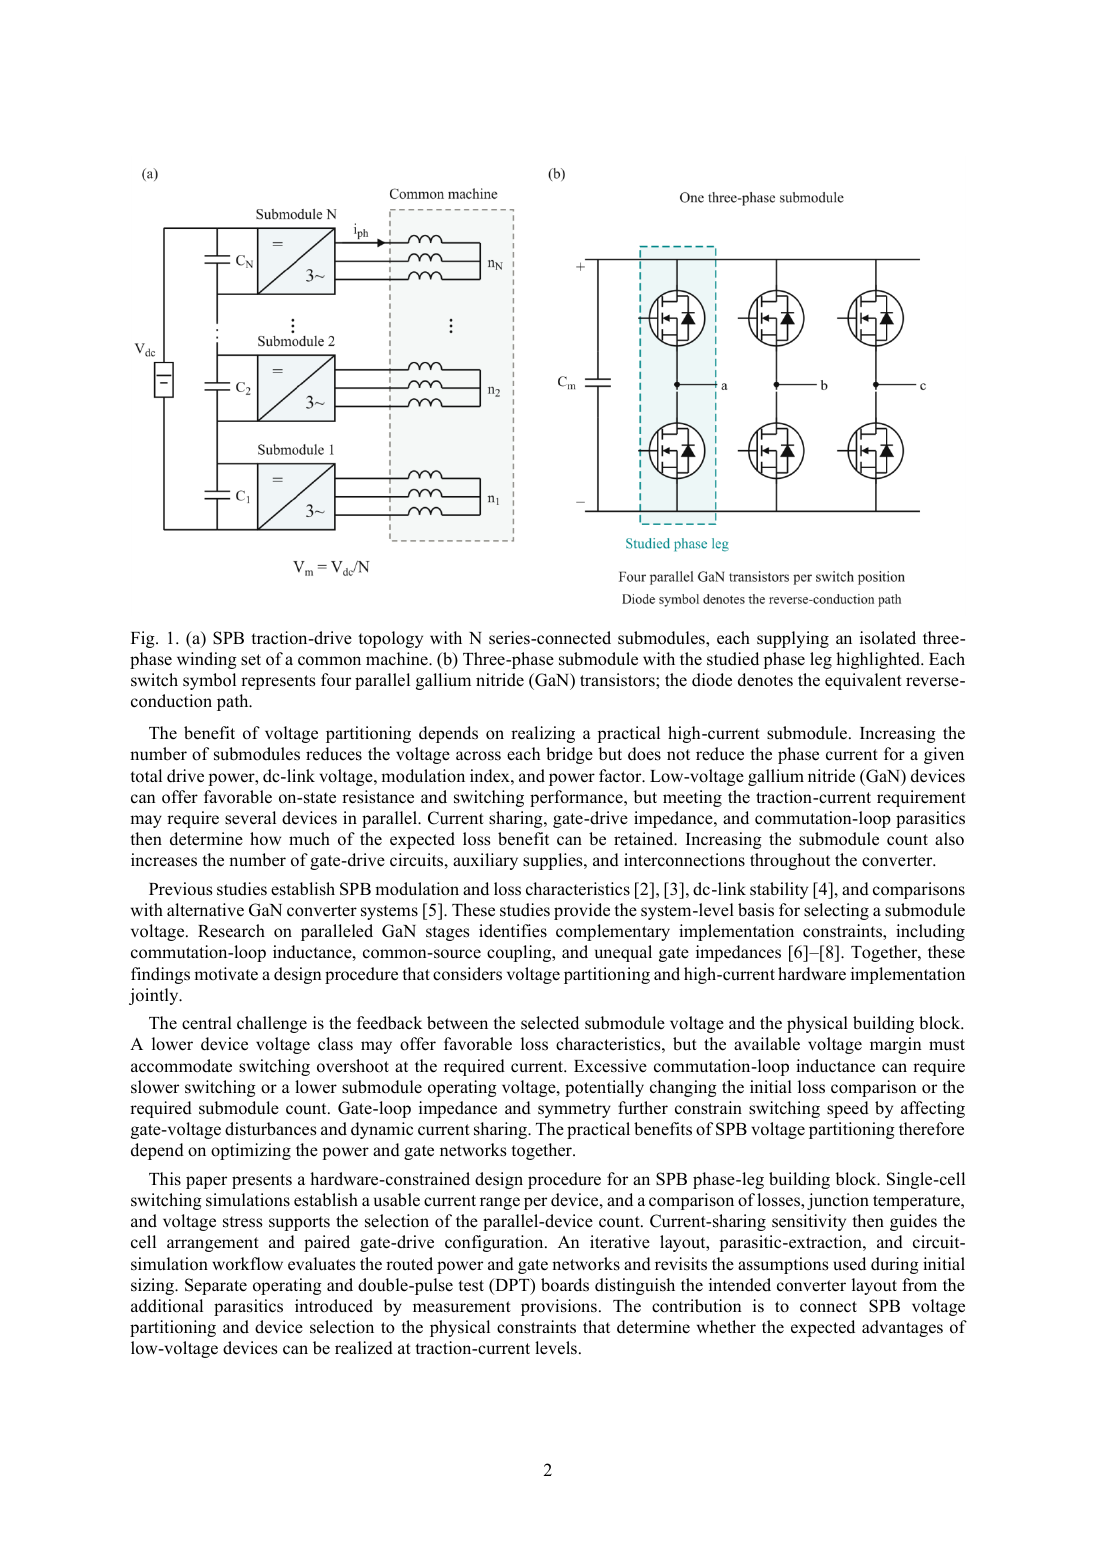 (a)
(b)
Common machine
One three-phase submodule
Submodule N
iph
=
CN
3~
nN
+
Submodule 2
Vdc
=
C2
3~
n2
Cm
a
b
c
Submodule 1
=
C1
3~
n1
−
Studied phase leg
Vm = Vdc/N
Four parallel GaN transistors per switch position
Diode symbol denotes the reverse-conduction path
Fig. 1. (a) SPB traction-drive topology with N series-connected submodules, each supplying an isolated three-
phase winding set of a common machine. (b) Three-phase submodule with the studied phase leg highlighted. Each
switch symbol represents four parallel gallium nitride (GaN) transistors; the diode denotes the equivalent reverse-
conduction path.
The benefit of voltage partitioning depends on realizing a practical high-current submodule. Increasing the
number of submodules reduces the voltage across each bridge but does not reduce the phase current for a given
total drive power, dc-link voltage, modulation index, and power factor. Low-voltage gallium nitride (GaN) devices
can offer favorable on-state resistance and switching performance, but meeting the traction-current requirement
may require several devices in parallel. Current sharing, gate-drive impedance, and commutation-loop parasitics
then determine how much of the expected loss benefit can be retained. Increasing the submodule count also
increases the number of gate-drive circuits, auxiliary supplies, and interconnections throughout the converter.
Previous studies establish SPB modulation and loss characteristics [2], [3], dc-link stability [4], and comparisons
with alternative GaN converter systems [5]. These studies provide the system-level basis for selecting a submodule
voltage. Research on paralleled GaN stages identifies complementary implementation constraints, including
commutation-loop inductance, common-source coupling, and unequal gate impedances [6]–[8]. Together, these
findings motivate a design procedure that considers voltage partitioning and high-current hardware implementation
jointly.
The central challenge is the feedback between the selected submodule voltage and the physical building block.
A lower device voltage class may offer favorable loss characteristics, but the available voltage margin must
accommodate switching overshoot at the required current. Excessive commutation-loop inductance can require
slower switching or a lower submodule operating voltage, potentially changing the initial loss comparison or the
required submodule count. Gate-loop impedance and symmetry further constrain switching speed by affecting
gate-voltage disturbances and dynamic current sharing. The practical benefits of SPB voltage partitioning therefore
depend on optimizing the power and gate networks together.
This paper presents a hardware-constrained design procedure for an SPB phase-leg building block. Single-cell
switching simulations establish a usable current range per device, and a comparison of losses, junction temperature,
and voltage stress supports the selection of the parallel-device count. Current-sharing sensitivity then guides the
cell arrangement and paired gate-drive configuration. An iterative layout, parasitic-extraction, and circuit-
simulation workflow evaluates the routed power and gate networks and revisits the assumptions used during initial
sizing. Separate operating and double-pulse test (DPT) boards distinguish the intended converter layout from the
additional parasitics introduced by measurement provisions. The contribution is to connect SPB voltage
partitioning and device selection to the physical constraints that determine whether the expected advantages of
low-voltage devices can be realized at traction-current levels.
2